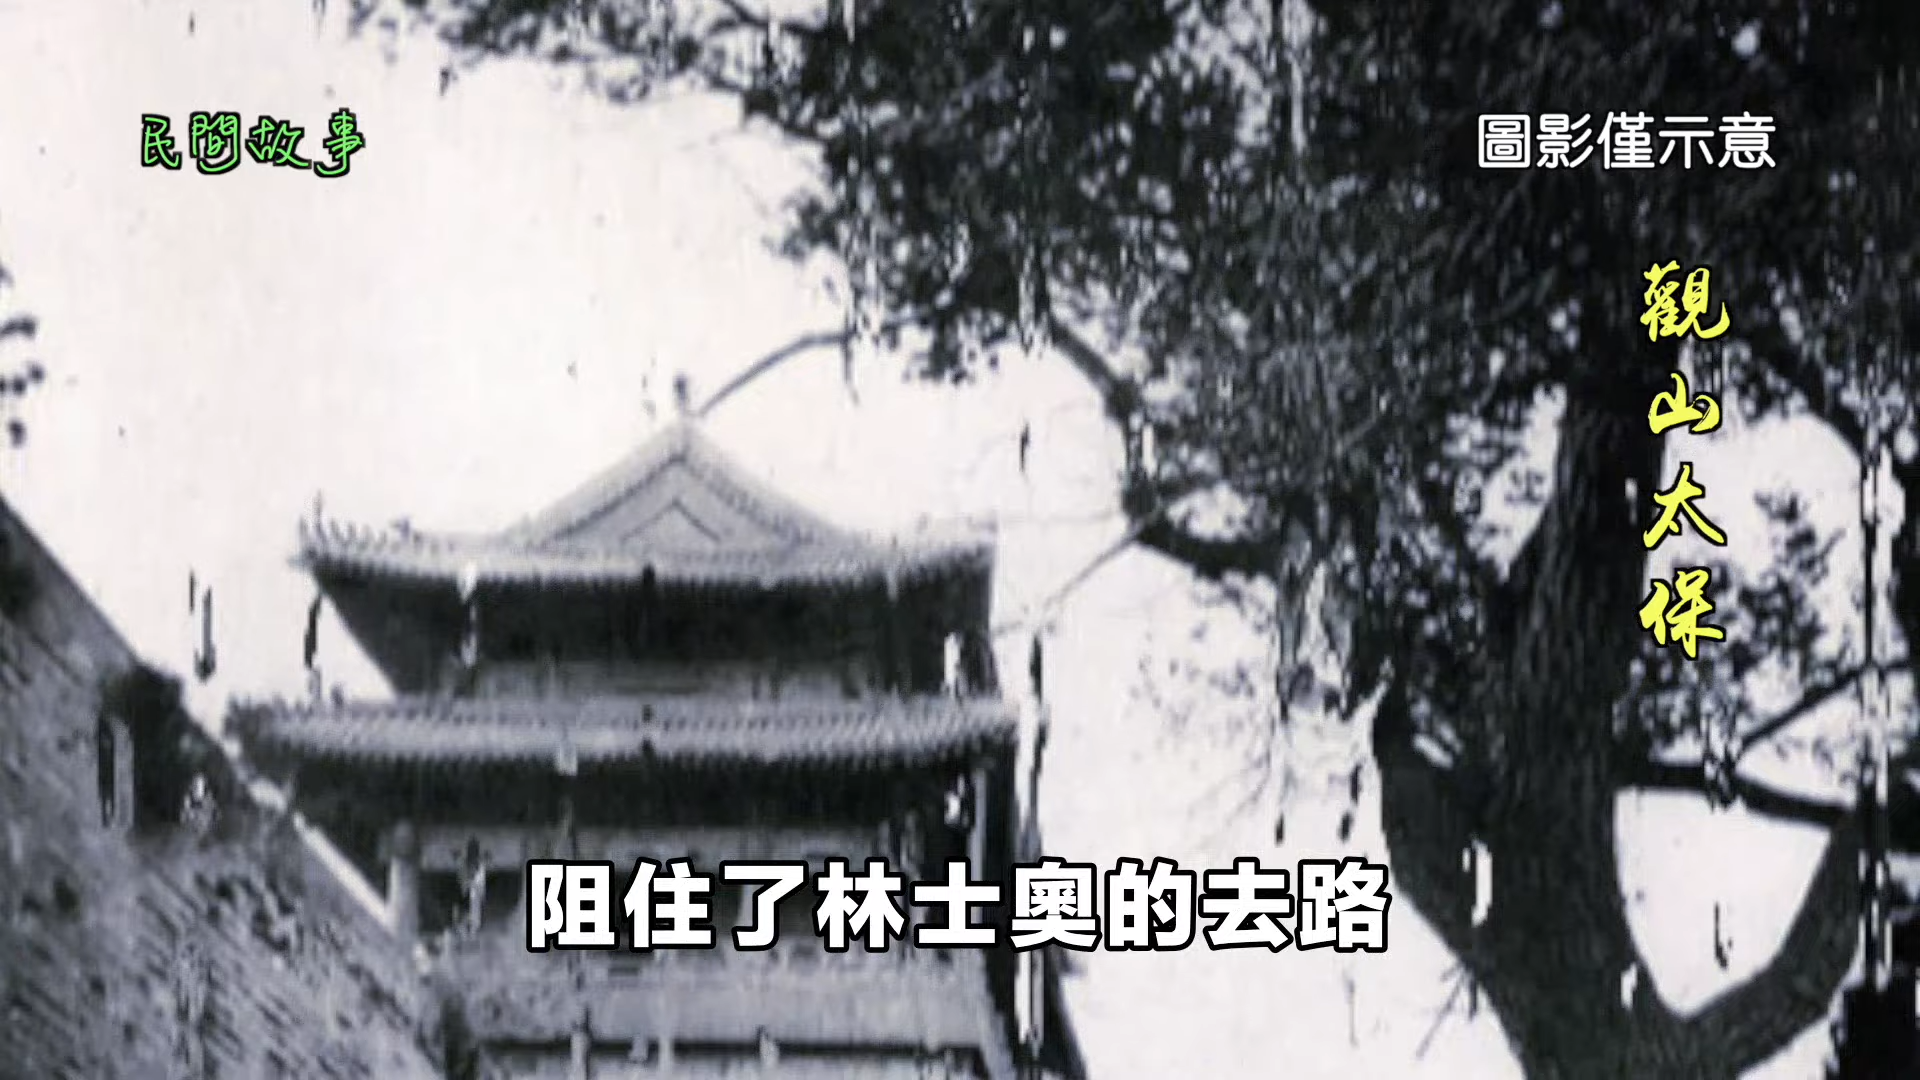 民間故事
圖影僅示意
觀山太保
阻住了林士奧的去路